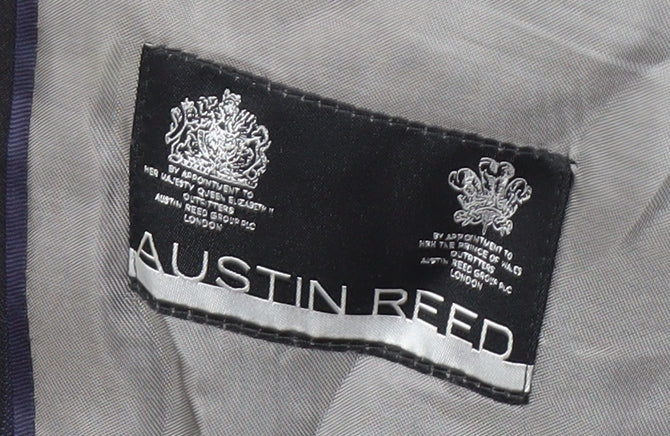 BY APPOINTMENT TO
HER MAJESTY QUEEN ELIZABETH II
OUTFITTERS
AUSTIN REED GROUP PLC
LONDON
BY APPOINTMENT TO
HRH THE PRINCE OF WALES
OUTFITTERS
AUSTIN REED GROUP PLC
LONDON
AUSTIN REED